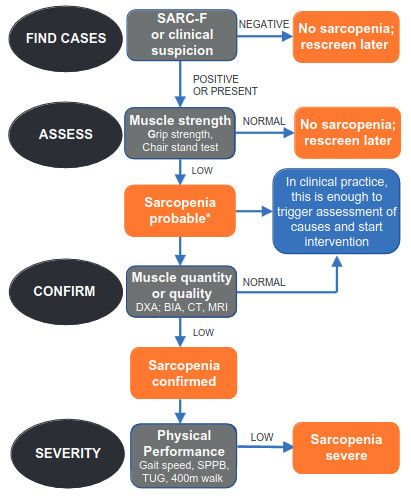 FIND CASES
SARC-F
or clinical
suspicion
NEGATIVE
No sarcopenia;
rescreen later
POSITIVE
OR PRESENT
ASSESS
Muscle strength
Grip strength,
Chair stand test
NORMAL
No sarcopenia;
rescreen later
LOW
Sarcopenia
probable*
In clinical practice,
this is enough to
trigger assessment of
causes and start
intervention
CONFIRM
Muscle quantity
or quality
DXA; BIA, CT, MRI
NORMAL
LOW
Sarcopenia
confirmed
SEVERITY
Physical
Performance
Gait speed, SPPB,
TUG, 400m walk
LOW
Sarcopenia
severe